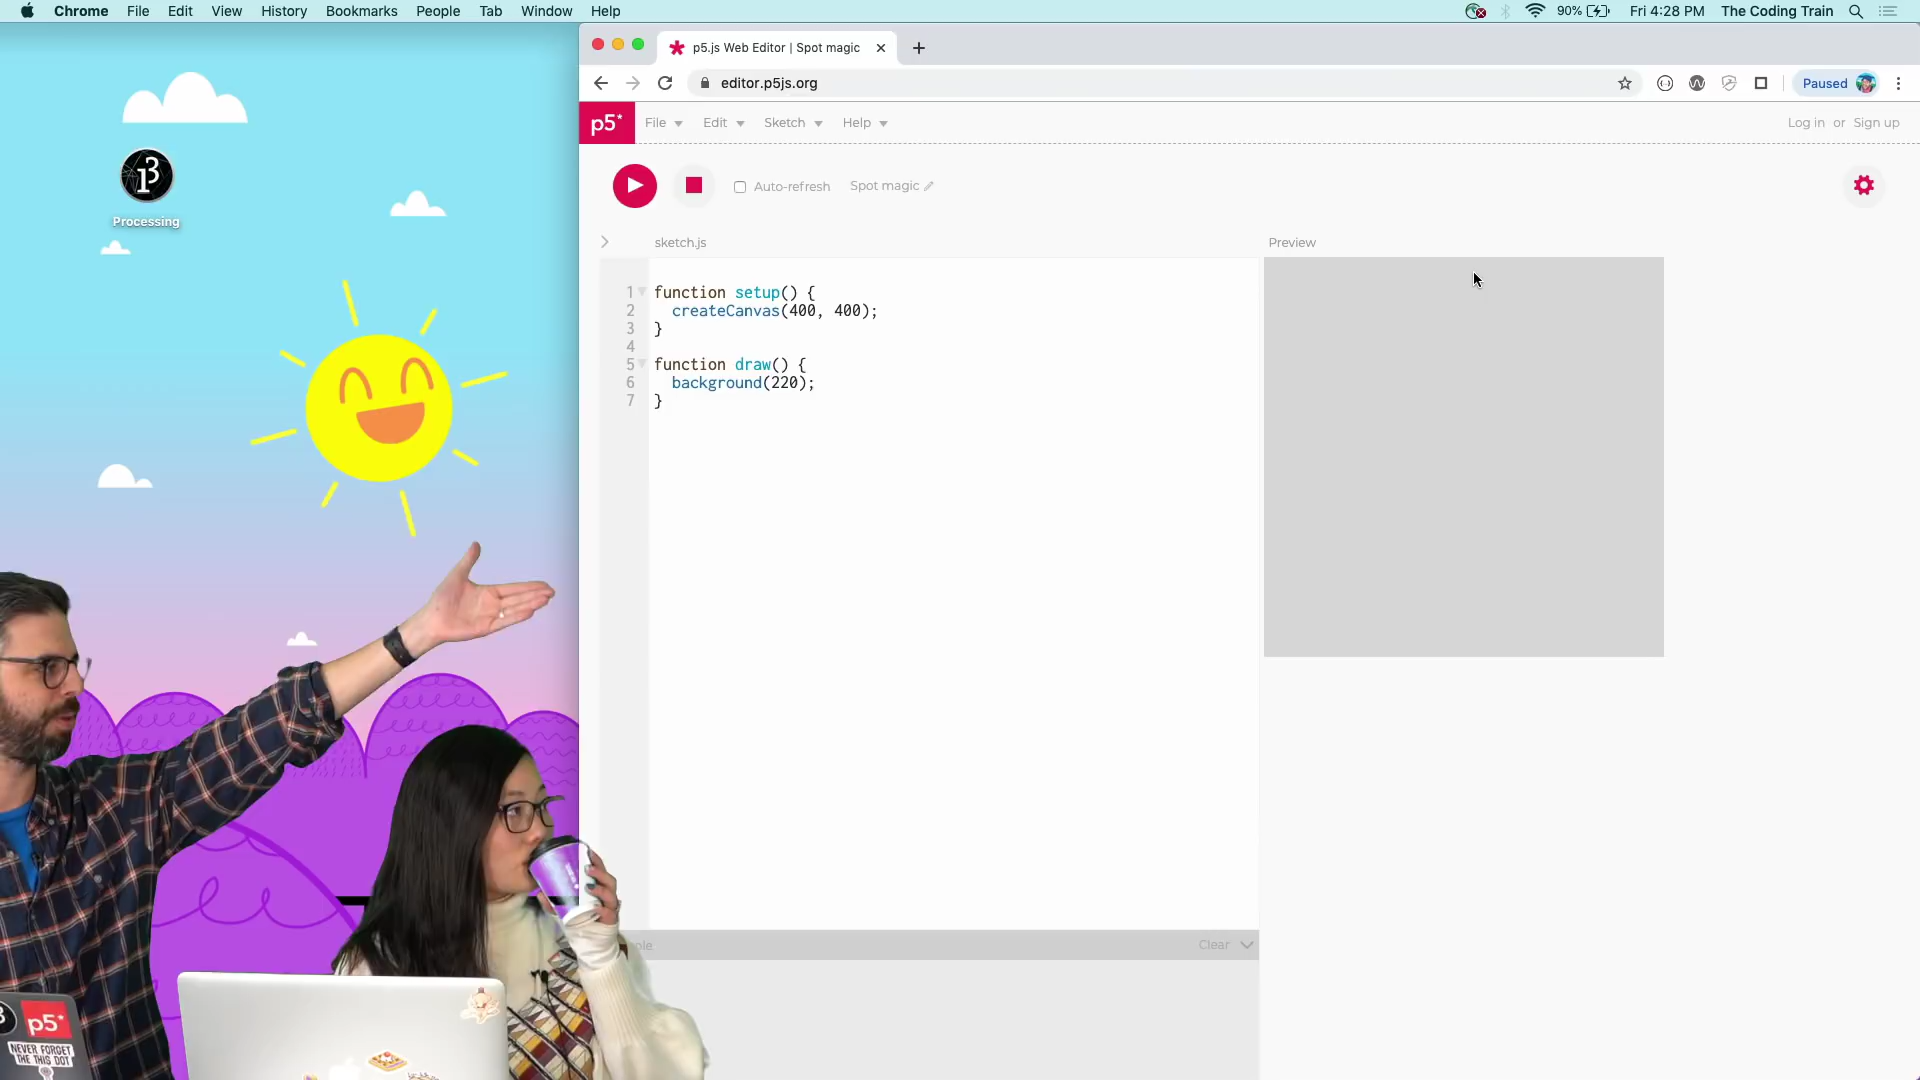 Chrome File Edit View History Bookmarks People Tab Window Help 90% Fri 4:28 PM The Coding Train
p5.js Web Editor | Spot magic
editor.p5js.org Paused
p5* File Edit Sketch Help Log in or Sign up
Auto-refresh Spot magic
Processing
sketch.js Preview
1 function setup() {
2 createCanvas(400, 400);
3 }
4
5 function draw() {
6 background(220);
7 }
Clear
p5*
NEVER FORGET
THE THIS DOT